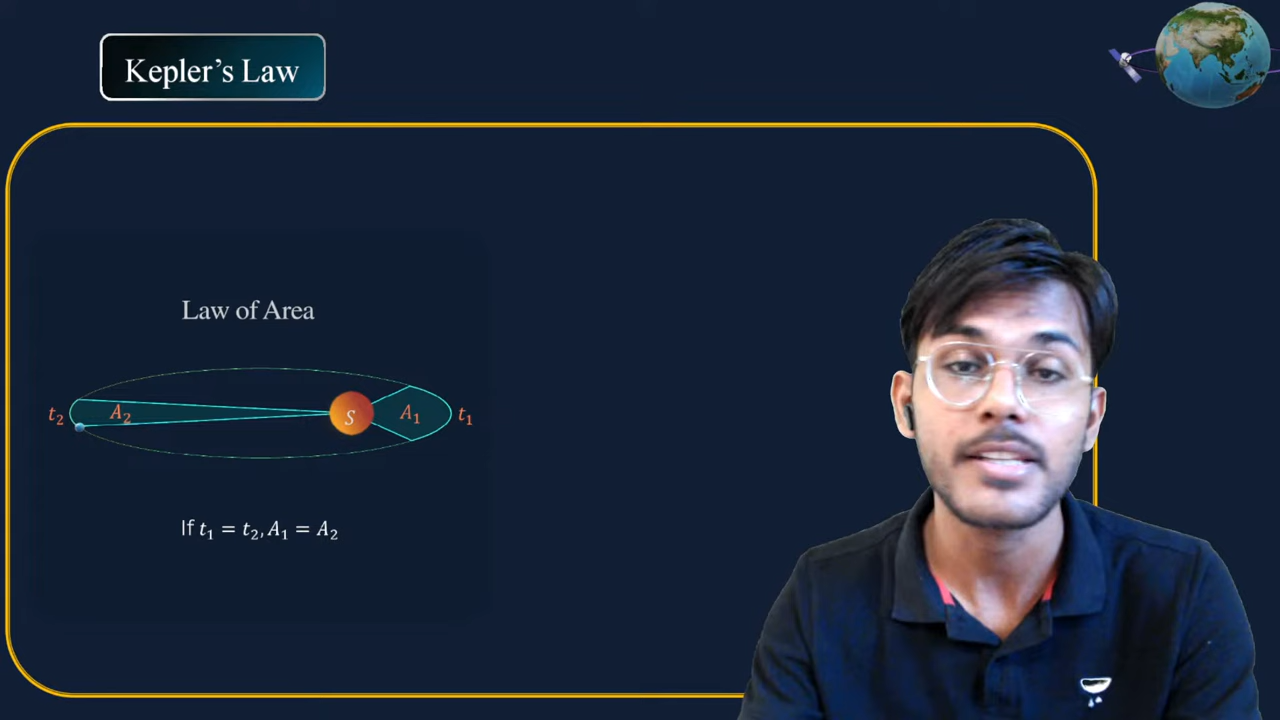 Kepler's Law
Law of Area
t₂ A₂ S A₁ t₁
If t₁ = t₂, A₁ = A₂